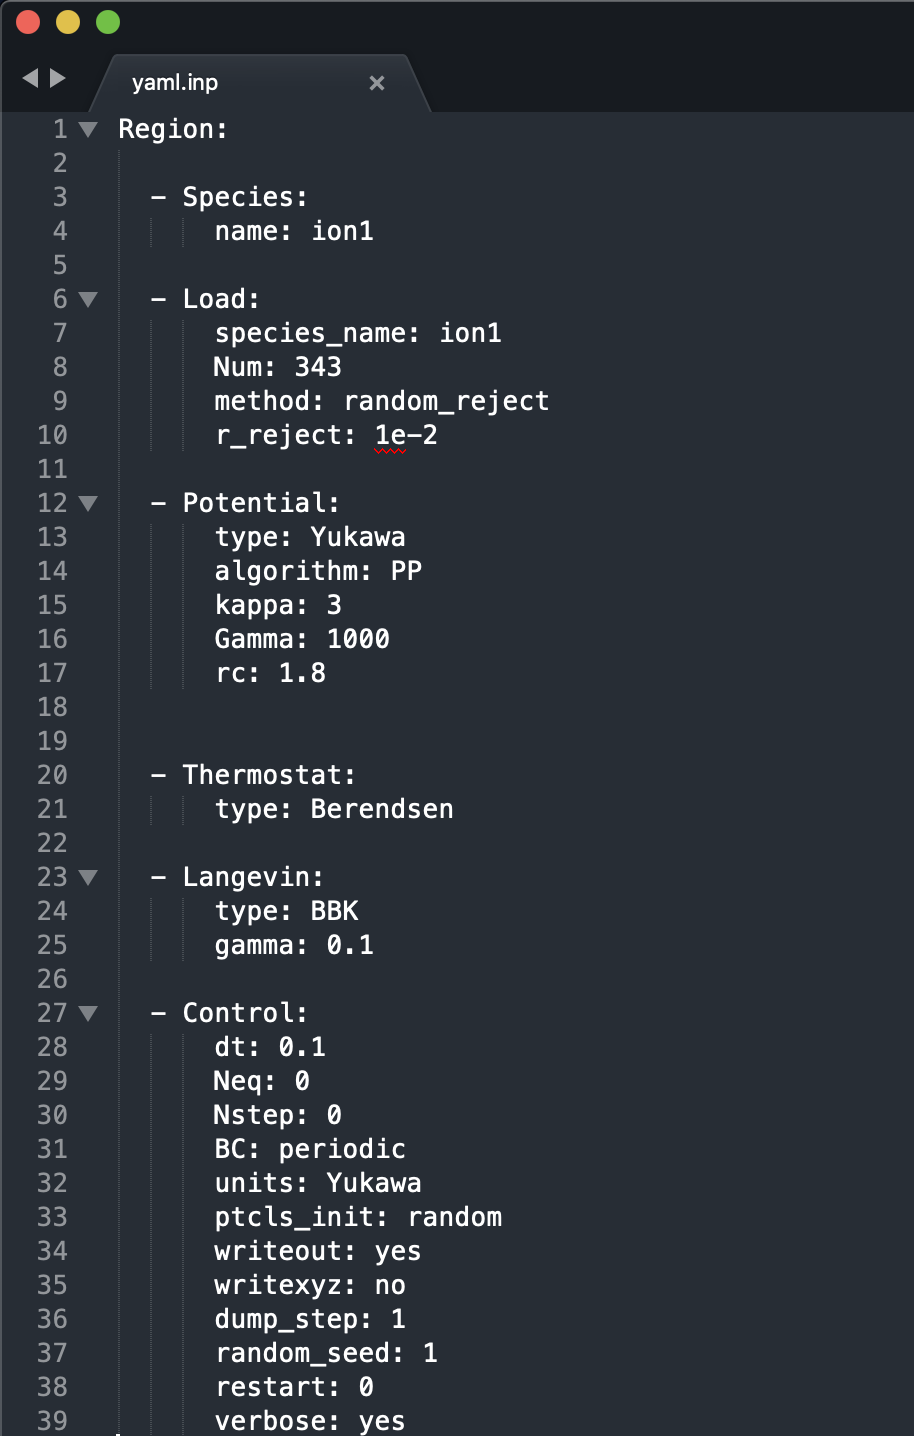 yaml.inp
1 Region:
2
3 - Species:
4 name: ion1
5
6 - Load:
7 species_name: ion1
8 Num: 343
9 method: random_reject
10 r_reject: 1e-2
11
12 - Potential:
13 type: Yukawa
14 algorithm: PP
15 kappa: 3
16 Gamma: 1000
17 rc: 1.8
18
19
20 - Thermostat:
21 type: Berendsen
22
23 - Langevin:
24 type: BBK
25 gamma: 0.1
26
27 - Control:
28 dt: 0.1
29 Neq: 0
30 Nstep: 0
31 BC: periodic
32 units: Yukawa
33 ptcls_init: random
34 writeout: yes
35 writexyz: no
36 dump_step: 1
37 random_seed: 1
38 restart: 0
39 verbose: yes